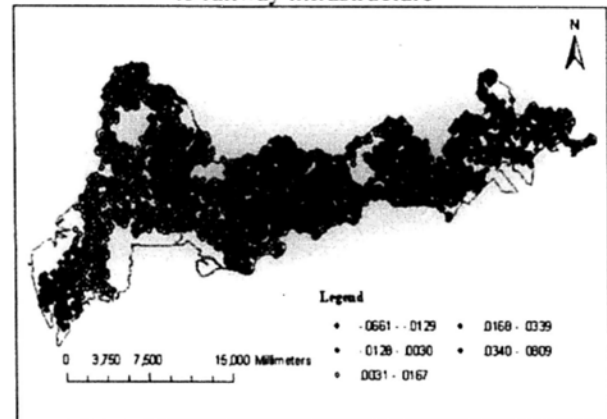 N
Legend
-.0661 - -.0129
.0168 - .0339
-.0128 - .0030
.0340 - .0809
.0031 - .0167
0 3,750 7,500 15,000 Millimeters